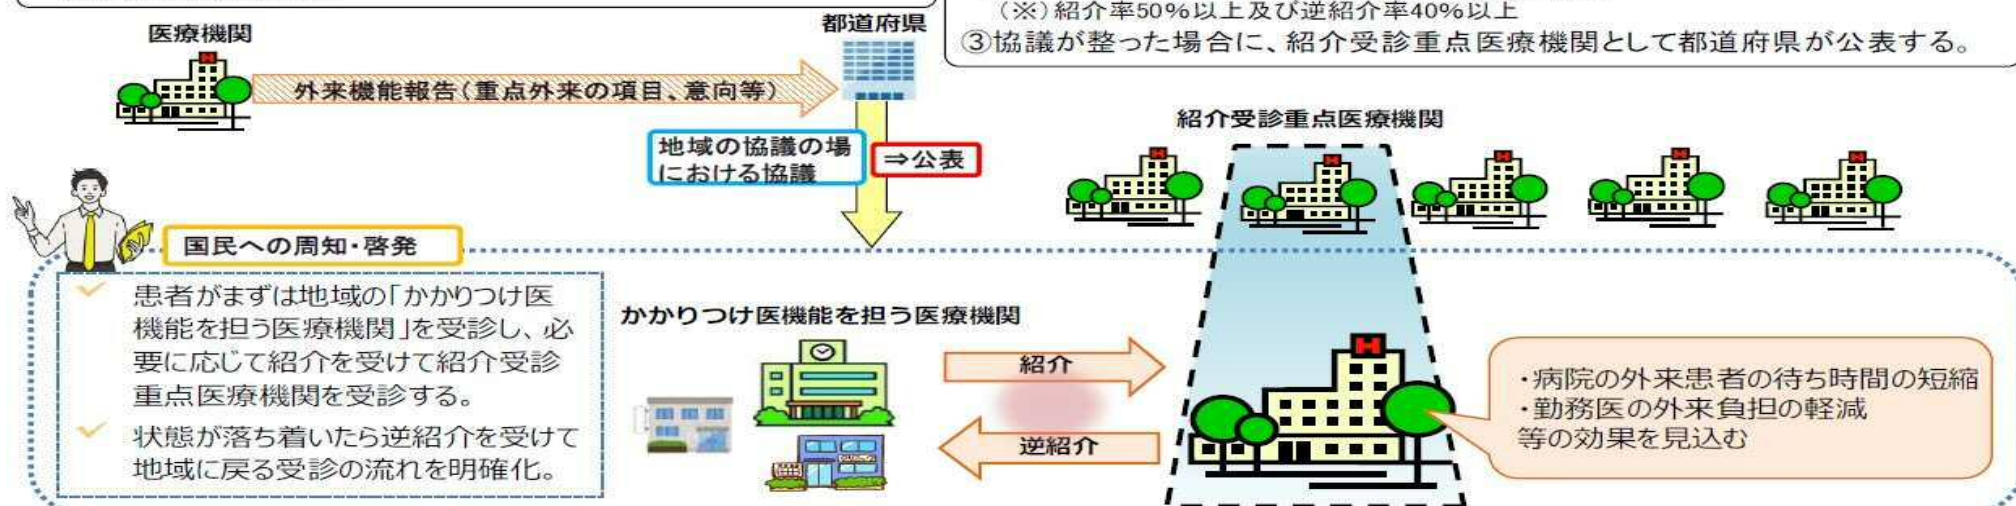 (※)紹介率50%以上及び逆紹介率40%以上
③協議が整った場合に、紹介受診重点医療機関として都道府県が公表する。
医療機関
都道府県
外来機能報告(重点外来の項目、意向等)
地域の協議の場
における協議
⇒公表
紹介受診重点医療機関
国民への周知・啓発
患者がまずは地域の「かかりつけ医
機能を担う医療機関」を受診し、必
要に応じて紹介を受けて紹介受診
重点医療機関を受診する。
状態が落ち着いたら逆紹介を受けて
地域に戻る受診の流れを明確化。
かかりつけ医機能を担う医療機関
紹介
逆紹介
・病院の外来患者の待ち時間の短縮
・勤務医の外来負担の軽減
等の効果を見込む